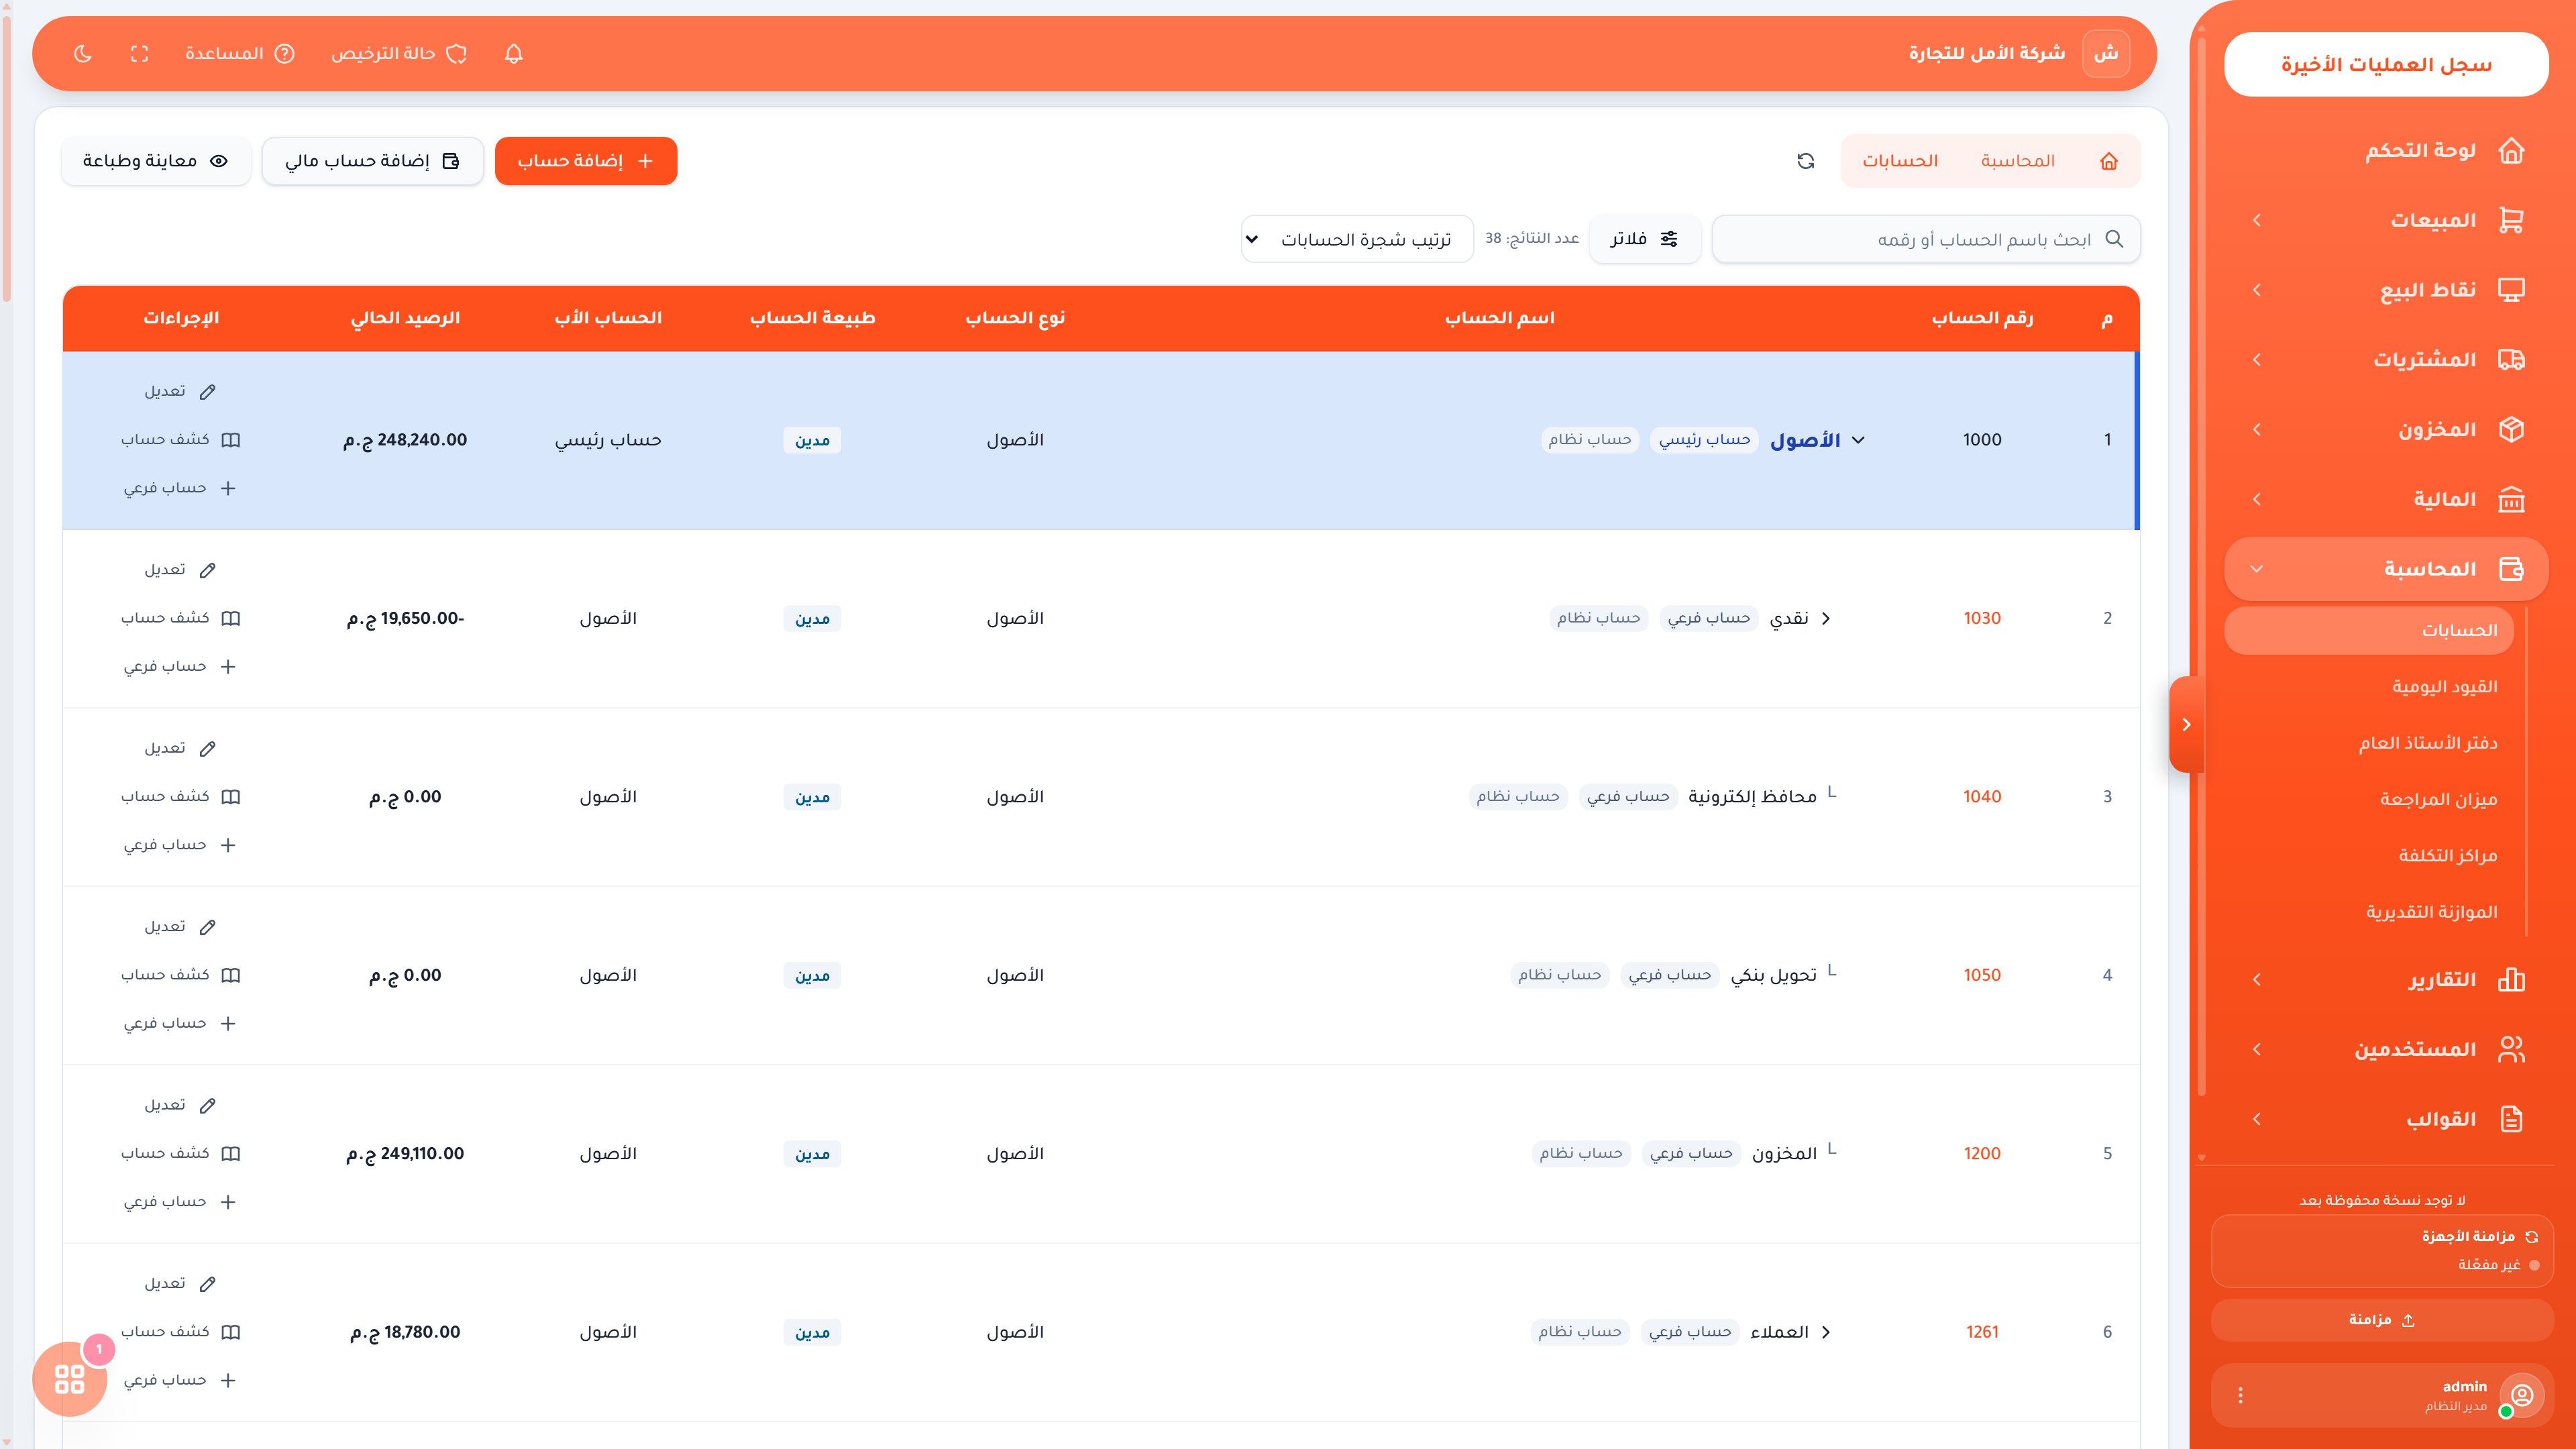 سجل العمليات الأخيرة
لوحة التحكم
المبيعات
نقاط البيع
المشتريات
المخزون
المالية
المحاسبة
الحسابات
القيود اليومية
دفتر الأستاذ العام
ميزان المراجعة
مراكز التكلفة
الموازنة التقديرية
التقارير
المستخدمين
القوالب
لا توجد نسخة محفوظة بعد
مزامنة الأجهزة
غير مفعّلة
مزامنة
admin
مدير النظام
ش شركة الأمل للتجارة حالة الترخيص المساعدة
المحاسبة الحسابات إضافة حساب إضافة حساب مالي معاينة وطباعة
ابحث باسم الحساب أو رقمه فلاتر عدد النتائج: 38 ترتيب شجرة الحسابات
م رقم الحساب اسم الحساب نوع الحساب طبيعة الحساب الحساب الأب الرصيد الحالي الإجراءات
1 1000 الأصول حساب رئيسي حساب نظام الأصول مدين حساب رئيسي 248,240.00 ج.م
تعديل
كشف حساب
حساب فرعي
2 1030 نقدي حساب فرعي حساب نظام الأصول مدين الأصول -19,650.00 ج.م
تعديل
كشف حساب
حساب فرعي
3 1040 محافظ إلكترونية حساب فرعي حساب نظام الأصول مدين الأصول 0.00 ج.م
تعديل
كشف حساب
حساب فرعي
4 1050 تحويل بنكي حساب فرعي حساب نظام الأصول مدين الأصول 0.00 ج.م
تعديل
كشف حساب
حساب فرعي
5 1200 المخزون حساب فرعي حساب نظام الأصول مدين الأصول 249,110.00 ج.م
تعديل
كشف حساب
حساب فرعي
6 1261 العملاء حساب فرعي حساب نظام الأصول مدين الأصول 18,780.00 ج.م
تعديل
كشف حساب
حساب فرعي
1